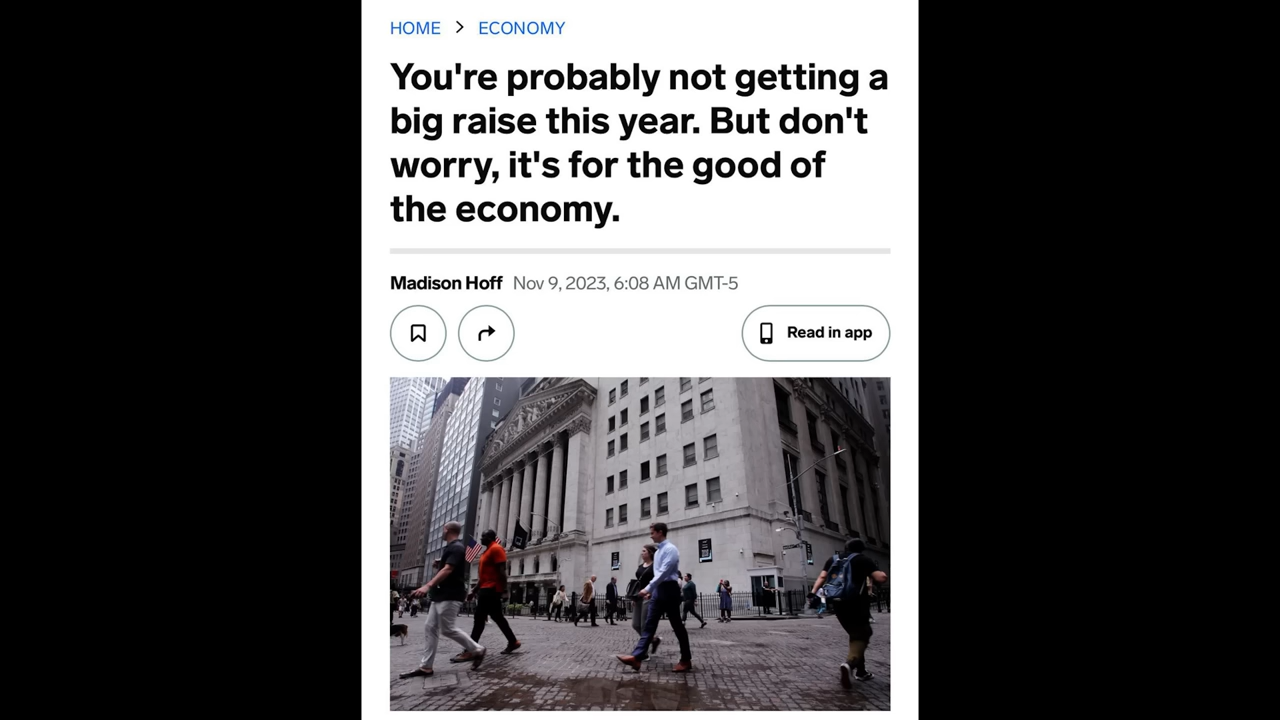 HOME > ECONOMY
You're probably not getting a
big raise this year. But don't
worry, it's for the good of
the economy.
Madison Hoff Nov 9, 2023, 6:08 AM GMT-5
Read in app